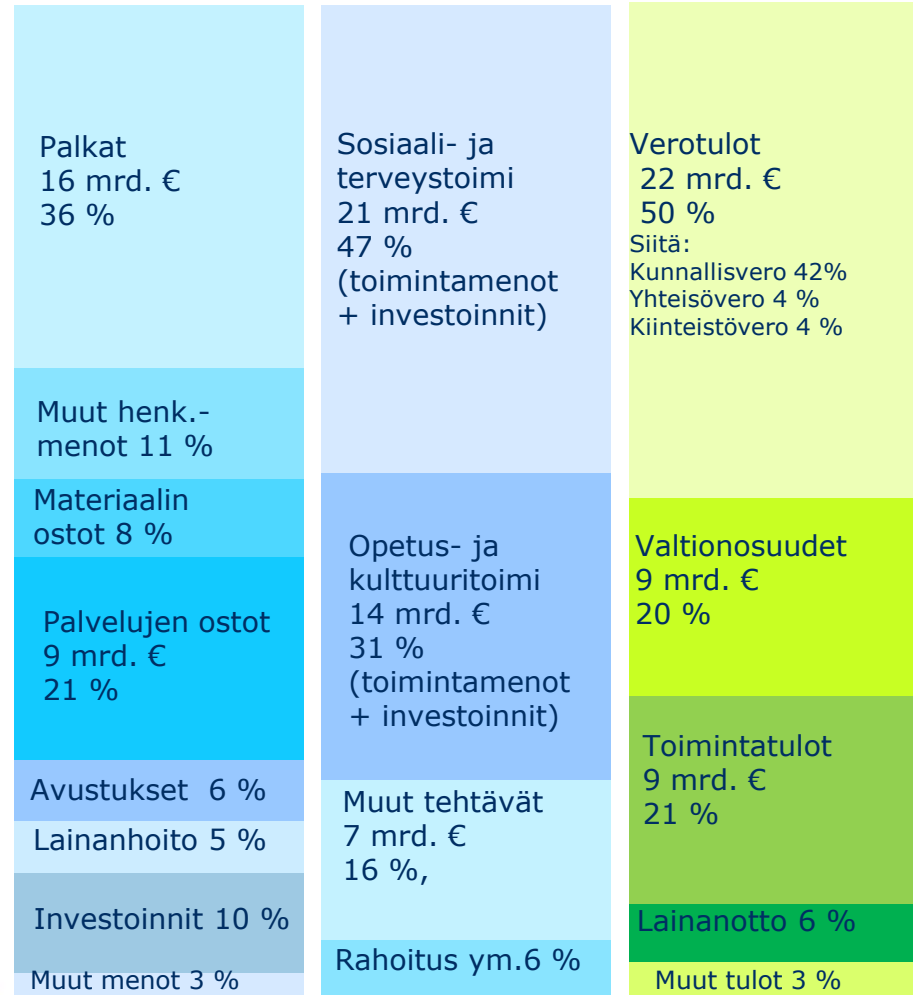 Palkat
16 mrd. €
36 %
Muut henk.-
menot 11 %
Materiaalin
ostot 8 %
Palvelujen ostot
9 mrd. €
21 %
Avustukset 6 %
Lainanhoito 5 %
Investoinnit 10 %
Muut menot 3 %
Sosiaali- ja
terveystoimi
21 mrd. €
47 %
(toimintamenot
+ investoinnit)
Opetus- ja
kulttuuritoimi
14 mrd. €
31 %
(toimintamenot
+ investoinnit)
Muut tehtävät
7 mrd. €
16 %,
Rahoitus ym.6 %
Verotulot
22 mrd. €
50 %
Siitä:
Kunnallisvero 42%
Yhteisövero 4 %
Kiinteistövero 4 %
Valtionosuudet
9 mrd. €
20 %
Toimintatulot
9 mrd. €
21 %
Lainanotto 6 %
Muut tulot 3 %